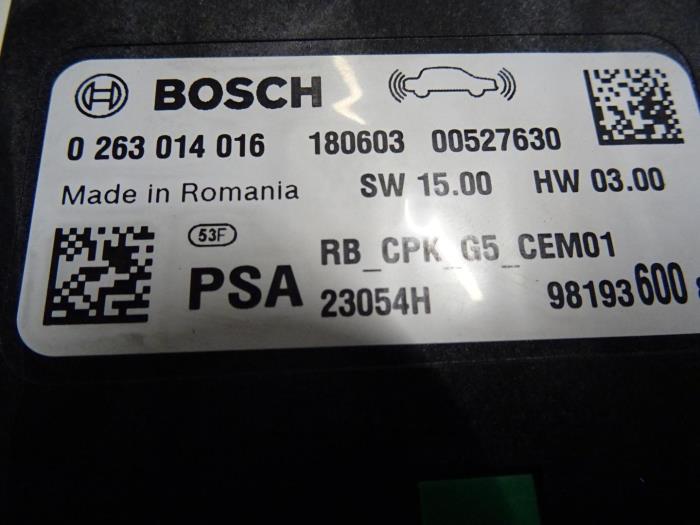 BOSCH
0 263 014 016 180603 00527630
Made in Romania SW 15.00 HW 03.00
53F RB_CPK_G5_CEM01
PSA 23054H 98193600